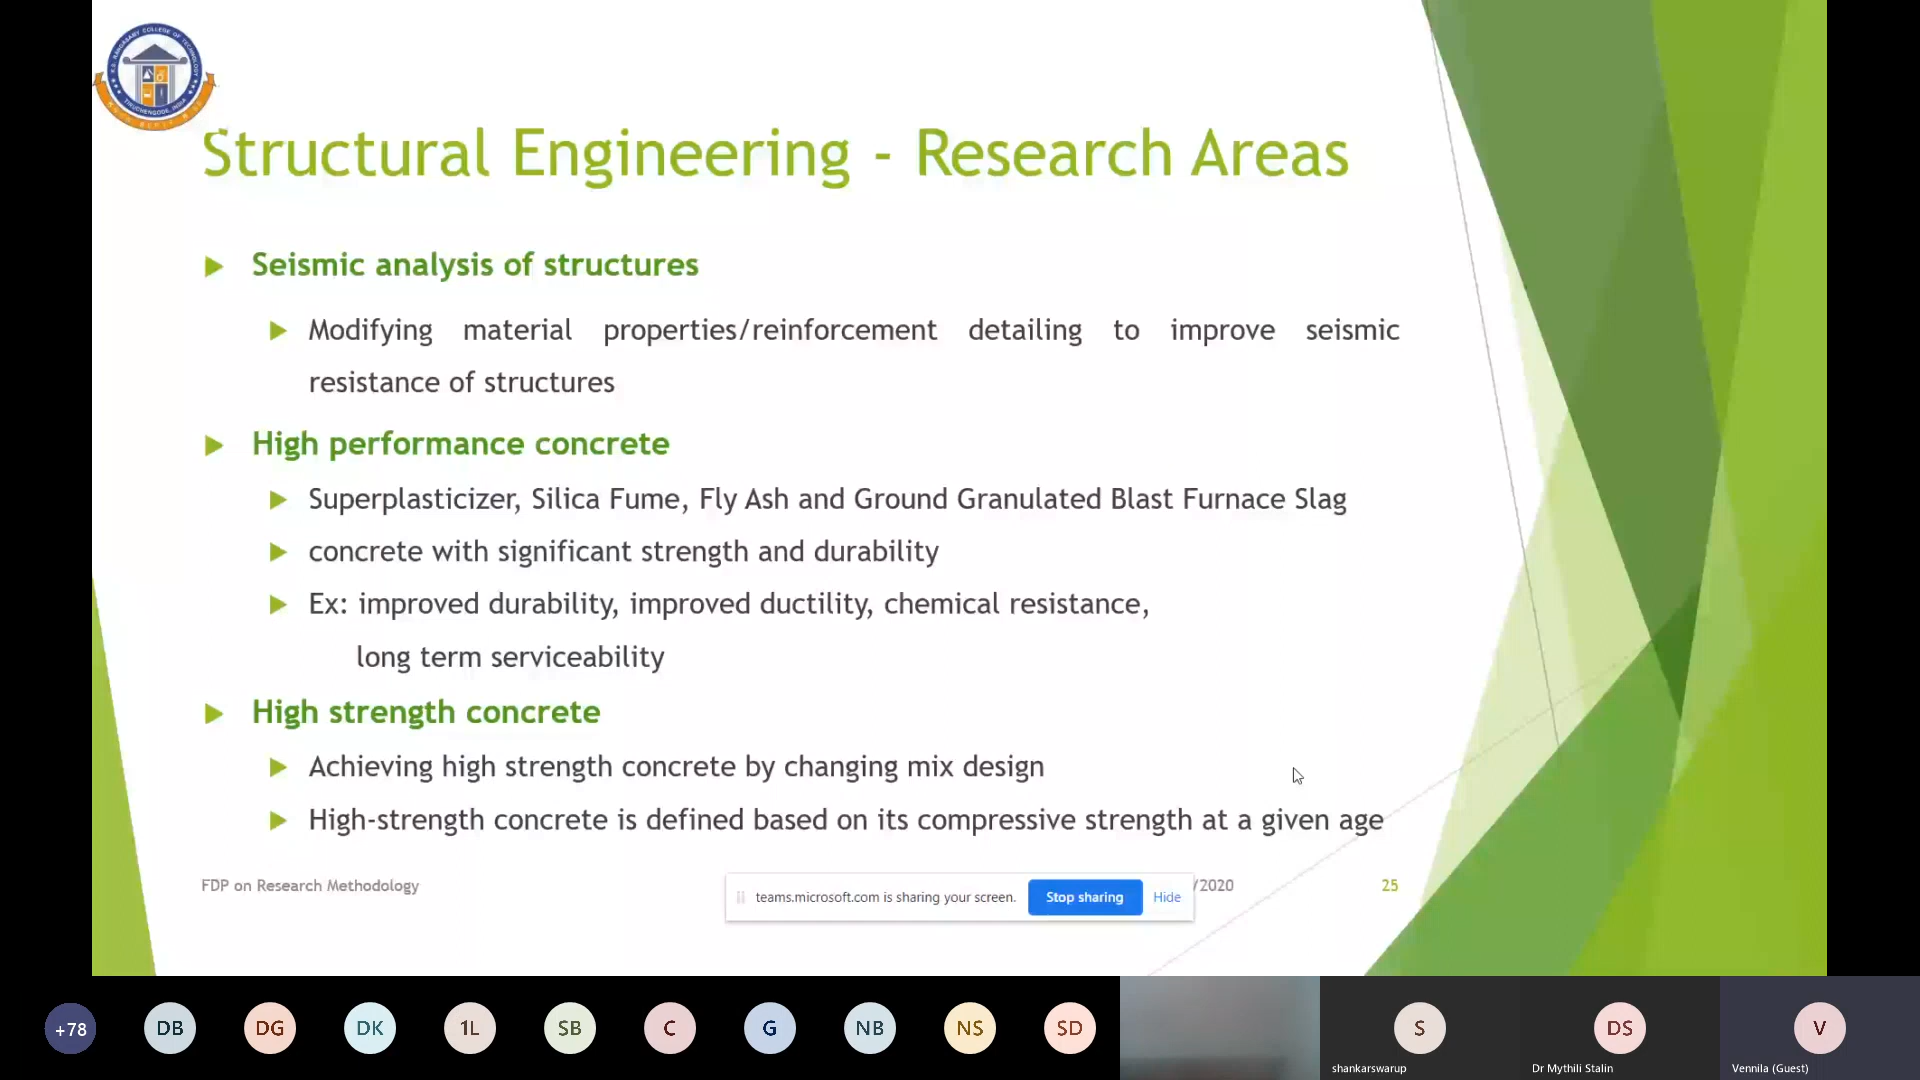 Structural Engineering - Research Areas
Seismic analysis of structures
Modifying material properties/reinforcement detailing to improve seismic
resistance of structures
High performance concrete
Superplasticizer, Silica Fume, Fly Ash and Ground Granulated Blast Furnace Slag
concrete with significant strength and durability
Ex: improved durability, improved ductility, chemical resistance,
long term serviceability
High strength concrete
Achieving high strength concrete by changing mix design
High-strength concrete is defined based on its compressive strength at a given age
FDP on Research Methodology
/2020
25
teams.microsoft.com is sharing your screen.
Stop sharing
Hide
+78
DB
DG
DK
1L
SB
C
G
NB
NS
SD
S
shankarswarup
DS
Dr Mythili Stalin
V
Vennila (Guest)